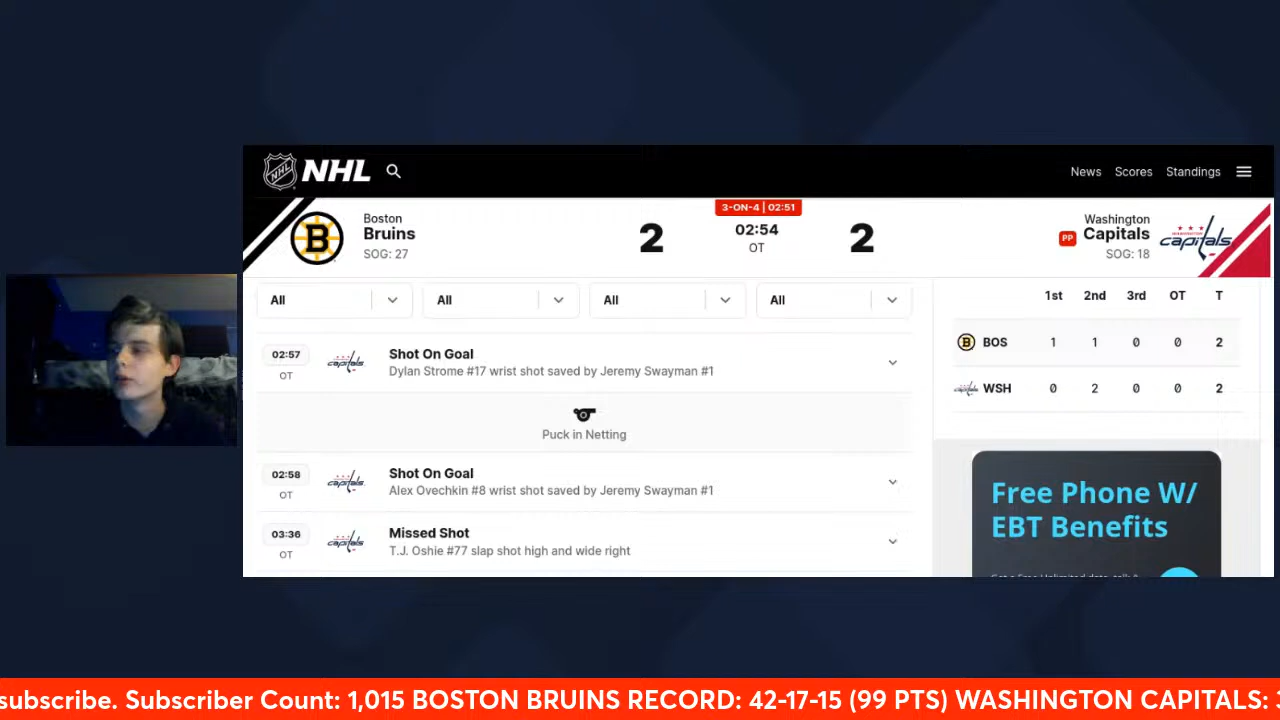 NHL NHL
News Scores Standings
Boston
Bruins
SOG: 27
2
3-ON-4 | 02:51
02:54
OT
2
PP
Washington
Capitals
SOG: 18
capitals
All All All All
02:57
OT
Shot On Goal
Dylan Strome #17 wrist shot saved by Jeremy Swayman #1
Puck in Netting
02:58
OT
Shot On Goal
Alex Ovechkin #8 wrist shot saved by Jeremy Swayman #1
03:36
OT
Missed Shot
T.J. Oshie #77 slap shot high and wide right
1st 2nd 3rd OT T
BOS 1 1 0 0 2
WSH 0 2 0 0 2
Free Phone W/
EBT Benefits
subscribe. Subscriber Count: 1,015 BOSTON BRUINS RECORD: 42-17-15 (99 PTS) WASHINGTON CAPITALS: